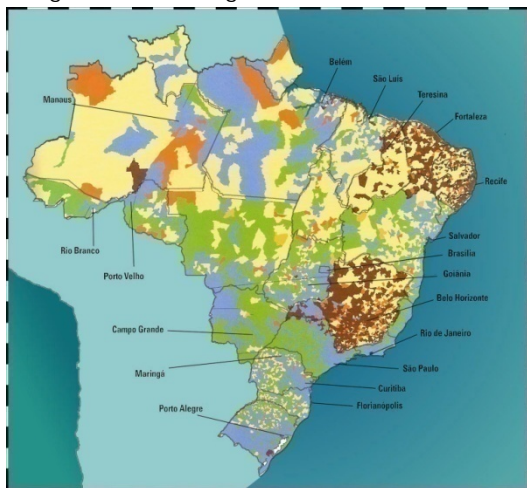 Belém
São Luís
Teresina
Manaus
Fortaleza
Recife
Salvador
Rio Branco
Brasília
Porto Velho
Goiânia
Belo Horizonte
Campo Grande
Rio de Janeiro
Maringá
São Paulo
Curitiba
Porto Alegre
Florianópolis